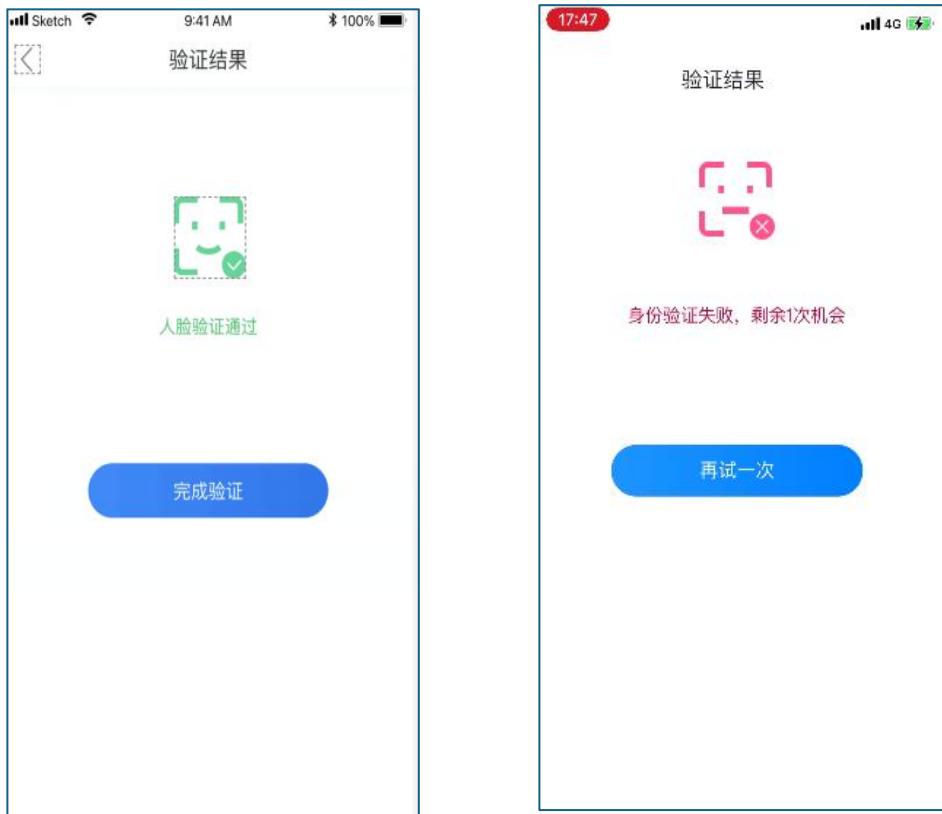 Sketch 9:41 AM 100%
验证结果
人脸验证通过
完成验证
17:47 4G
验证结果
身份验证失败，剩余1次机会
再试一次